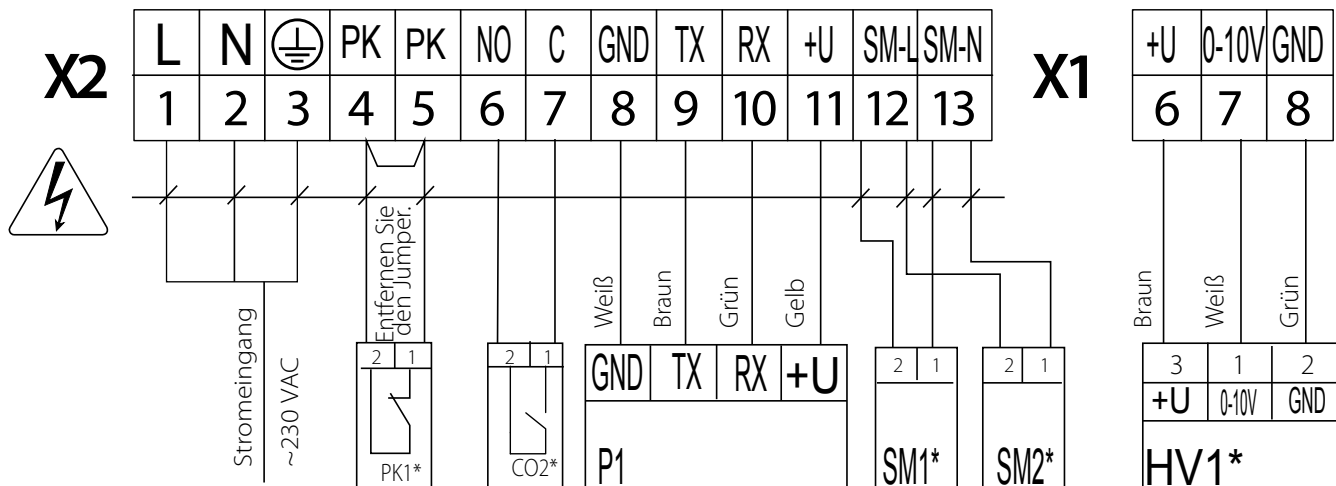 X2
L N PK PK NO C GND TX RX +U SM-L SM-N
1 2 3 4 5 6 7 8 9 10 11 12 13
X1
+U 0-10V GND
6 7 8
Stromeingang
~230 VAC
Entfernen Sie
den Jumper.
Weiß
Braun
Grün
Gelb
Braun
Weiß
Grün
2 1
PK1*
2 1
CO2*
GND TX RX +U
P1
2 1
SM1*
2 1
SM2*
3 1 2
+U 0-10V GND
HV1*